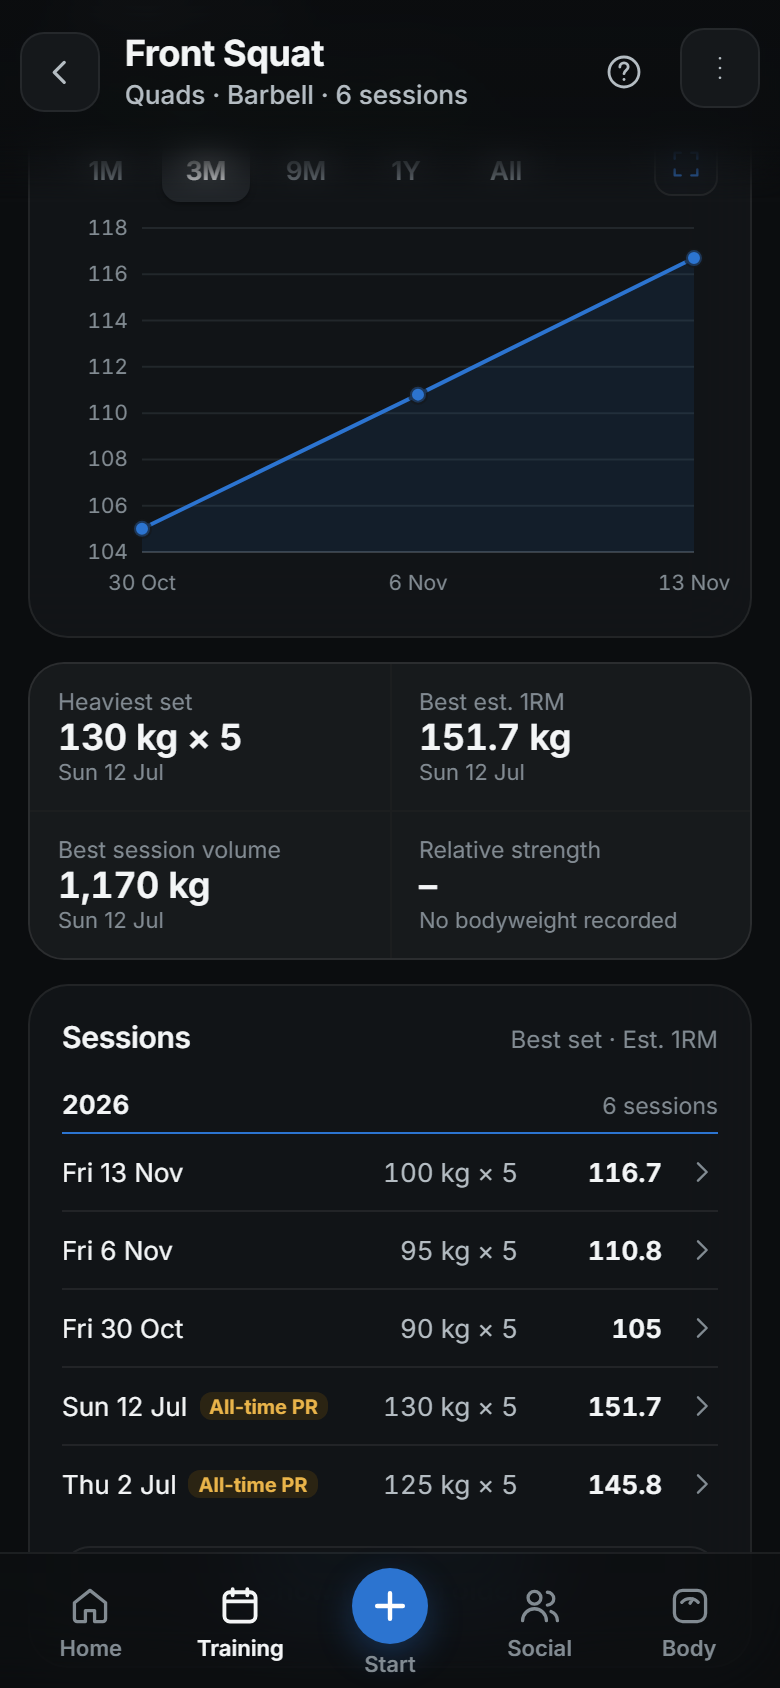 Front Squat
Quads · Barbell · 6 sessions
1M 3M 9M 1Y All
118
116
114
112
110
108
106
104
30 Oct 6 Nov 13 Nov
Heaviest set
130 kg × 5
Sun 12 Jul
Best est. 1RM
151.7 kg
Sun 12 Jul
Best session volume
1,170 kg
Sun 12 Jul
Relative strength
–
No bodyweight recorded
Sessions Best set · Est. 1RM
2026 6 sessions
Fri 13 Nov 100 kg × 5 116.7
Fri 6 Nov 95 kg × 5 110.8
Fri 30 Oct 90 kg × 5 105
Sun 12 Jul All-time PR 130 kg × 5 151.7
Thu 2 Jul All-time PR 125 kg × 5 145.8
Home Training Start Social Body